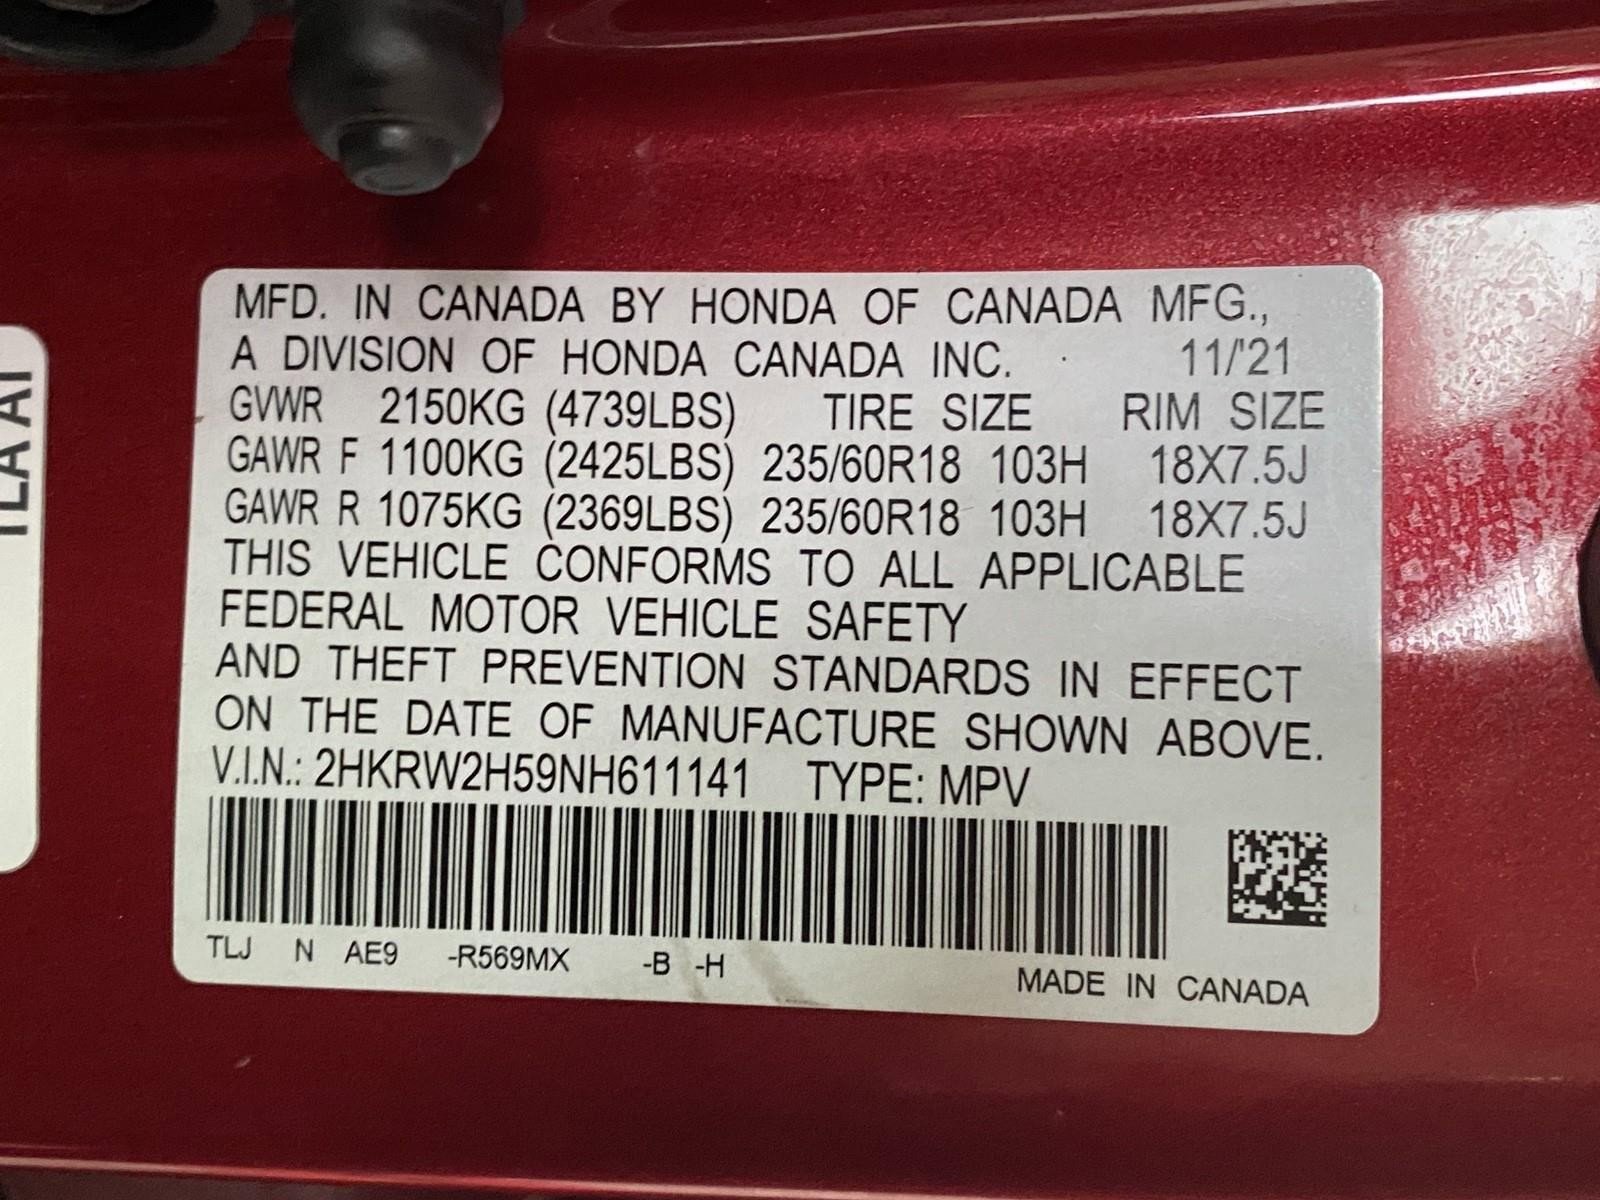 MFD. IN CANADA BY HONDA OF CANADA MFG.,
A DIVISION OF HONDA CANADA INC. 11/'21
GVWR 2150KG (4739LBS) TIRE SIZE RIM SIZE
GAWR F 1100KG (2425LBS) 235/60R18 103H 18X7.5J
GAWR R 1075KG (2369LBS) 235/60R18 103H 18X7.5J
THIS VEHICLE CONFORMS TO ALL APPLICABLE
FEDERAL MOTOR VEHICLE SAFETY
AND THEFT PREVENTION STANDARDS IN EFFECT
ON THE DATE OF MANUFACTURE SHOWN ABOVE.
V.I.N.: 2HKRW2H59NH611141 TYPE: MPV
TLJ N AE9 -R569MX -B -H
MADE IN CANADA